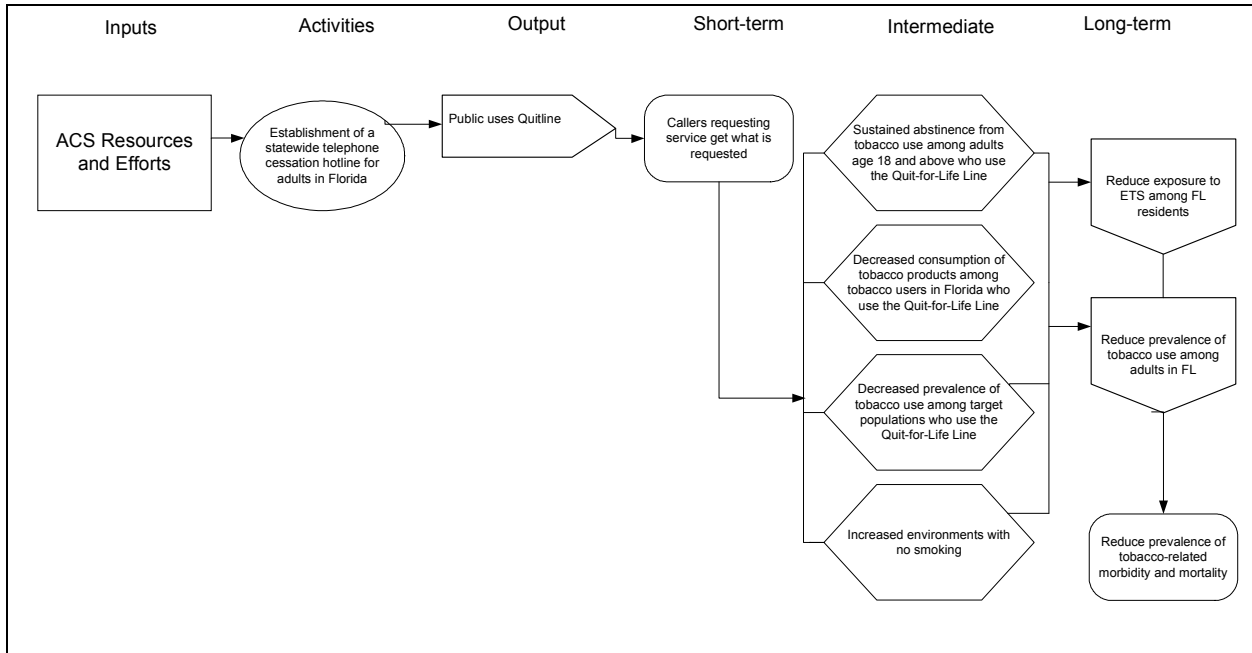 Inputs
Activities
Output
Short-term
Intermediate
Long-term
ACS Resources
and Efforts
Establishment of a
statewide telephone
cessation hotline for
adults in Florida
Public uses Quitline
Callers requesting
service get what is
requested
Sustained abstinence from
tobacco use among adults
age 18 and above who use
the Quit-for-Life Line
Decreased consumption of
tobacco products among
tobacco users in Florida who
use the Quit-for-Life Line
Decreased prevalence of
tobacco use among target
populations who use the
Quit-for-Life Line
Increased environments with
no smoking
Reduce exposure to
ETS among FL
residents
Reduce prevalence of
tobacco use among
adults in FL
Reduce prevalence of
tobacco-related
morbidity and mortality